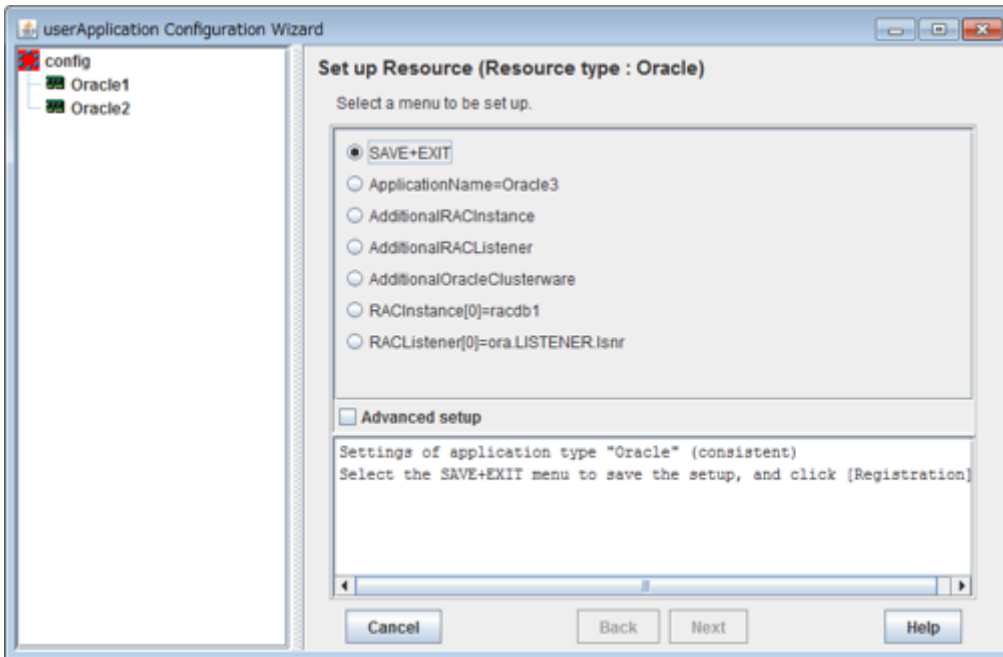 userApplication Configuration Wizard
config
Oracle1
Oracle2
Set up Resource (Resource type : Oracle)
Select a menu to be set up.
SAVE+EXIT
ApplicationName=Oracle3
AdditionalRACInstance
AdditionalRACListener
AdditionalOracleClusterware
RACInstance[0]=racdb1
RACListener[0]=ora.LISTENER.lsnr
Advanced setup
Settings of application type "Oracle" (consistent)
Select the SAVE+EXIT menu to save the setup, and click [Registration]
Cancel
Back
Next
Help